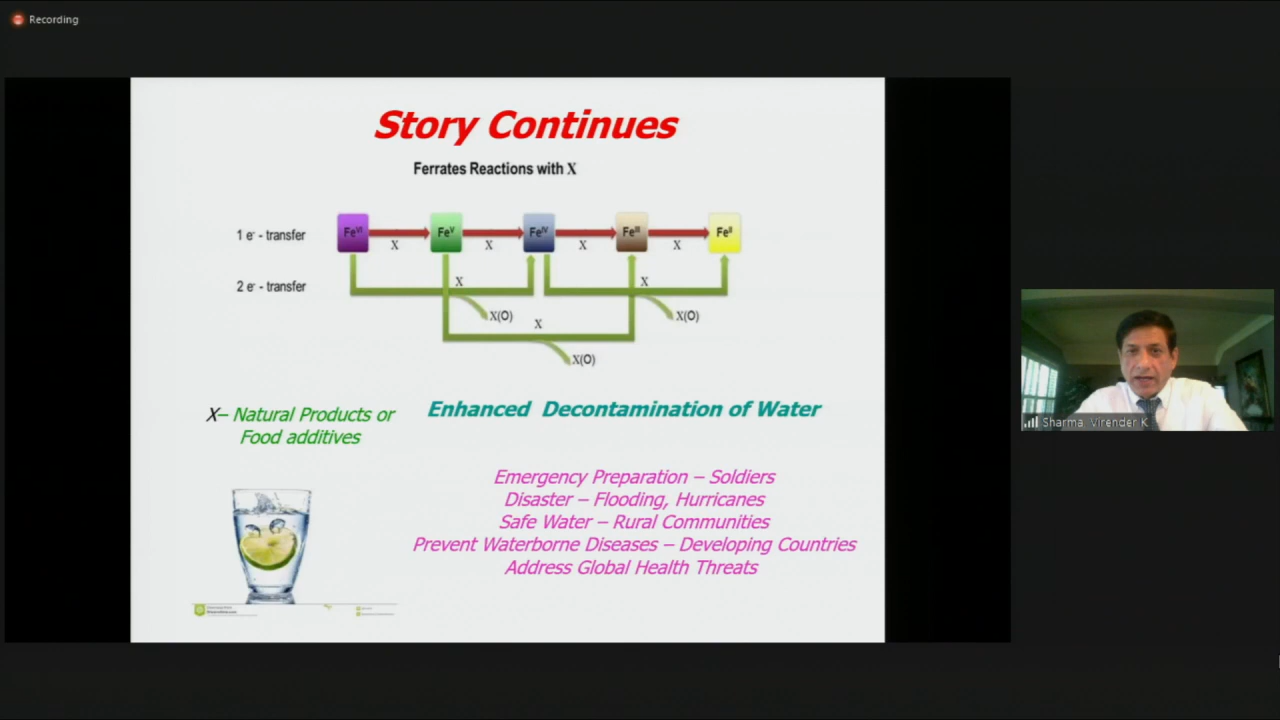 Recording
Story Continues
Ferrates Reactions with X
1 e⁻ - transfer
Fe^VI
Fe^V
Fe^IV
Fe^III
Fe^II
X
X
X
X
2 e⁻ - transfer
X
X
X(O)
X(O)
X
X(O)
X– Natural Products or
Food additives
Enhanced Decontamination of Water
Emergency Preparation – Soldiers
Disaster – Flooding, Hurricanes
Safe Water – Rural Communities
Prevent Waterborne Diseases – Developing Countries
Address Global Health Threats
Sharma, Virender K